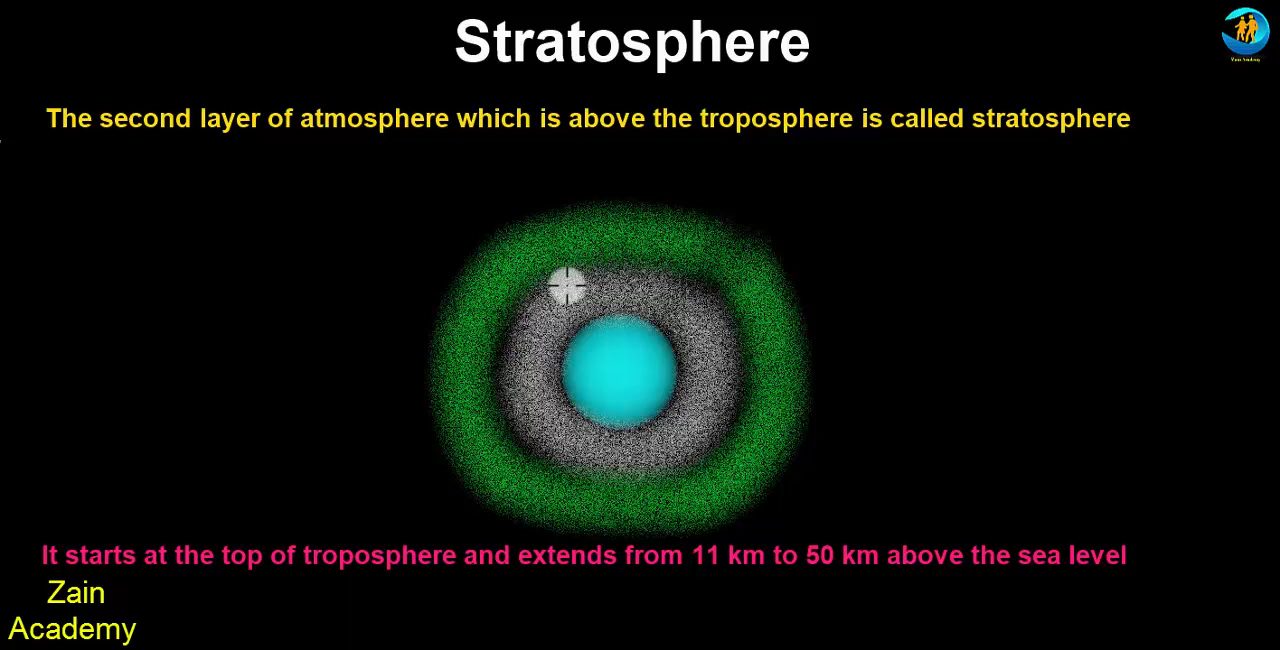 Stratosphere
The second layer of atmosphere which is above the troposphere is called stratosphere
It starts at the top of troposphere and extends from 11 km to 50 km above the sea level
Zain
Academy